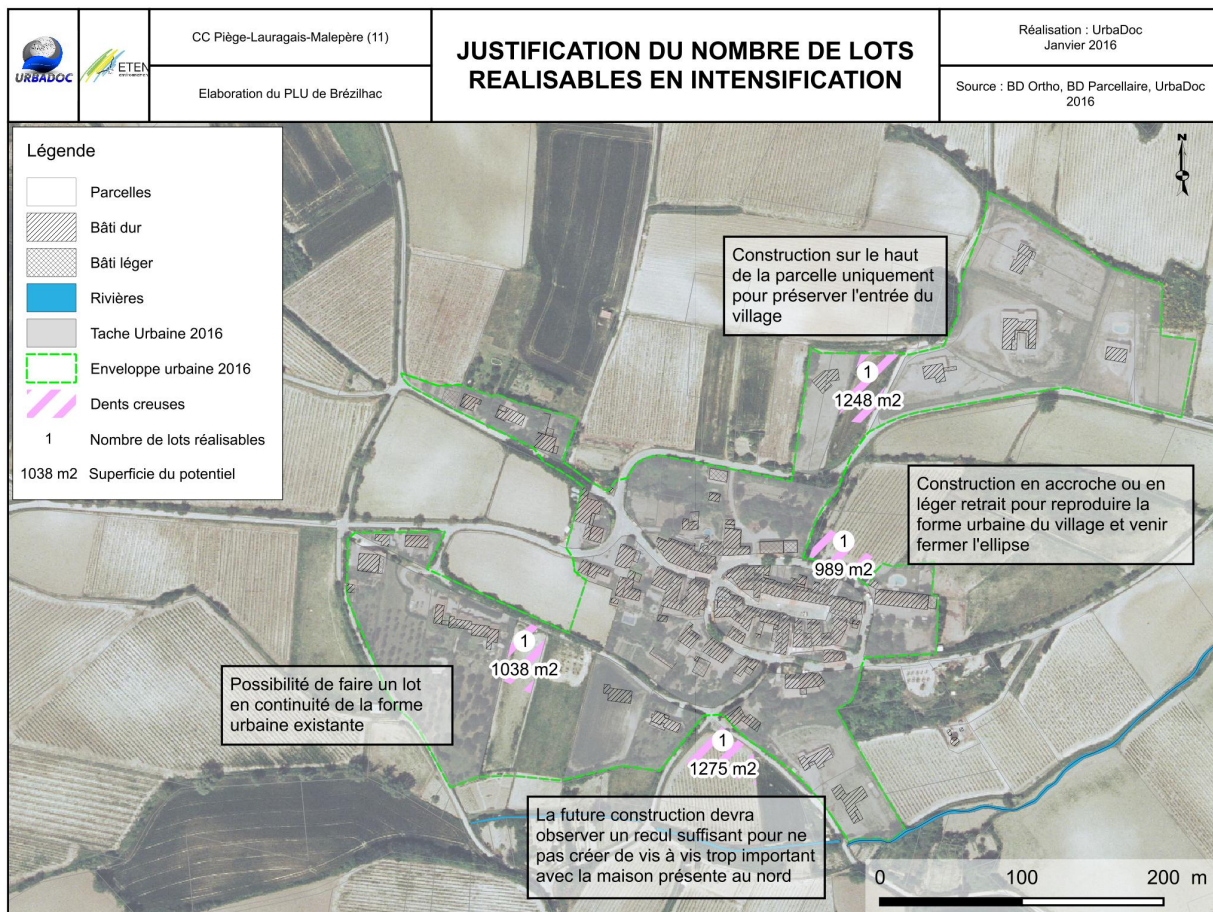 URBADOC
ETEN
environnement
CC Piège-Lauragais-Malepère (11)
Elaboration du PLU de Brézilhac
JUSTIFICATION DU NOMBRE DE LOTS
REALISABLES EN INTENSIFICATION
Réalisation : UrbaDoc
Janvier 2016
Source : BD Ortho, BD Parcellaire, UrbaDoc
2016
Légende
Parcelles
Bâti dur
Bâti léger
Rivières
Tache Urbaine 2016
Enveloppe urbaine 2016
Dents creuses
1 Nombre de lots réalisables
1038 m2 Superficie du potentiel
N
Construction sur le haut
de la parcelle uniquement
pour préserver l'entrée du
village
1
1248 m2
Construction en accroche ou en
léger retrait pour reproduire la
forme urbaine du village et venir
fermer l'ellipse
1
989 m2
1
1038 m2
Possibilité de faire un lot
en continuité de la forme
urbaine existante
1
1275 m2
La future construction devra
observer un recul suffisant pour ne
pas créer de vis à vis trop important
avec la maison présente au nord
0 100 200 m